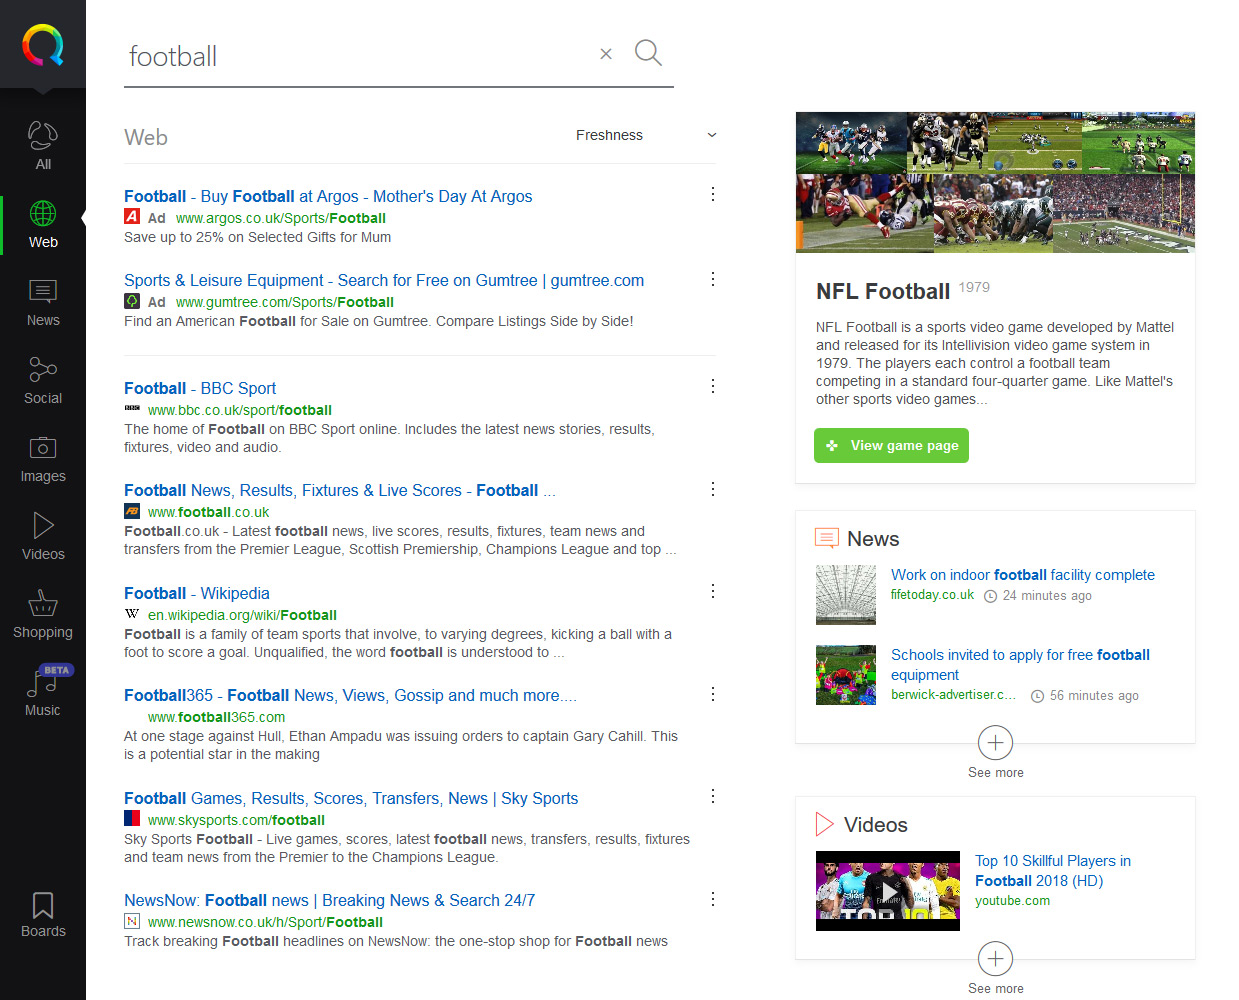 football
All
Web
News
Social
Images
Videos
Shopping
BETA
Music
Boards
Web
Freshness
Football - Buy Football at Argos - Mother's Day At Argos
Ad www.argos.co.uk/Sports/Football
Save up to 25% on Selected Gifts for Mum
Sports & Leisure Equipment - Search for Free on Gumtree | gumtree.com
Ad www.gumtree.com/Sports/Football
Find an American Football for Sale on Gumtree. Compare Listings Side by Side!
Football - BBC Sport
BBC www.bbc.co.uk/sport/football
The home of Football on BBC Sport online. Includes the latest news stories, results,
fixtures, video and audio.
Football News, Results, Fixtures & Live Scores - Football ...
FB www.football.co.uk
Football.co.uk - Latest football news, live scores, results, fixtures, team news and
transfers from the Premier League, Scottish Premiership, Champions League and top ...
Football - Wikipedia
W en.wikipedia.org/wiki/Football
Football is a family of team sports that involve, to varying degrees, kicking a ball with a
foot to score a goal. Unqualified, the word football is understood to ...
Football365 - Football News, Views, Gossip and much more....
www.football365.com
At one stage against Hull, Ethan Ampadu was issuing orders to captain Gary Cahill. This
is a potential star in the making
Football Games, Results, Scores, Transfers, News | Sky Sports
www.skysports.com/football
Sky Sports Football - Live games, scores, latest football news, transfers, results, fixtures
and team news from the Premier to the Champions League.
NewsNow: Football news | Breaking News & Search 24/7
N www.newsnow.co.uk/h/Sport/Football
Track breaking Football headlines on NewsNow: the one-stop shop for Football news
NFL Football 1979
NFL Football is a sports video game developed by Mattel
and released for its Intellivision video game system in
1979. The players each control a football team
competing in a standard four-quarter game. Like Mattel's
other sports video games...
View game page
News
Work on indoor football facility complete
fifetoday.co.uk 24 minutes ago
Schools invited to apply for free football
equipment
berwick-advertiser.c... 56 minutes ago
See more
Videos
TOP 10
Top 10 Skillful Players in
Football 2018 (HD)
youtube.com
See more